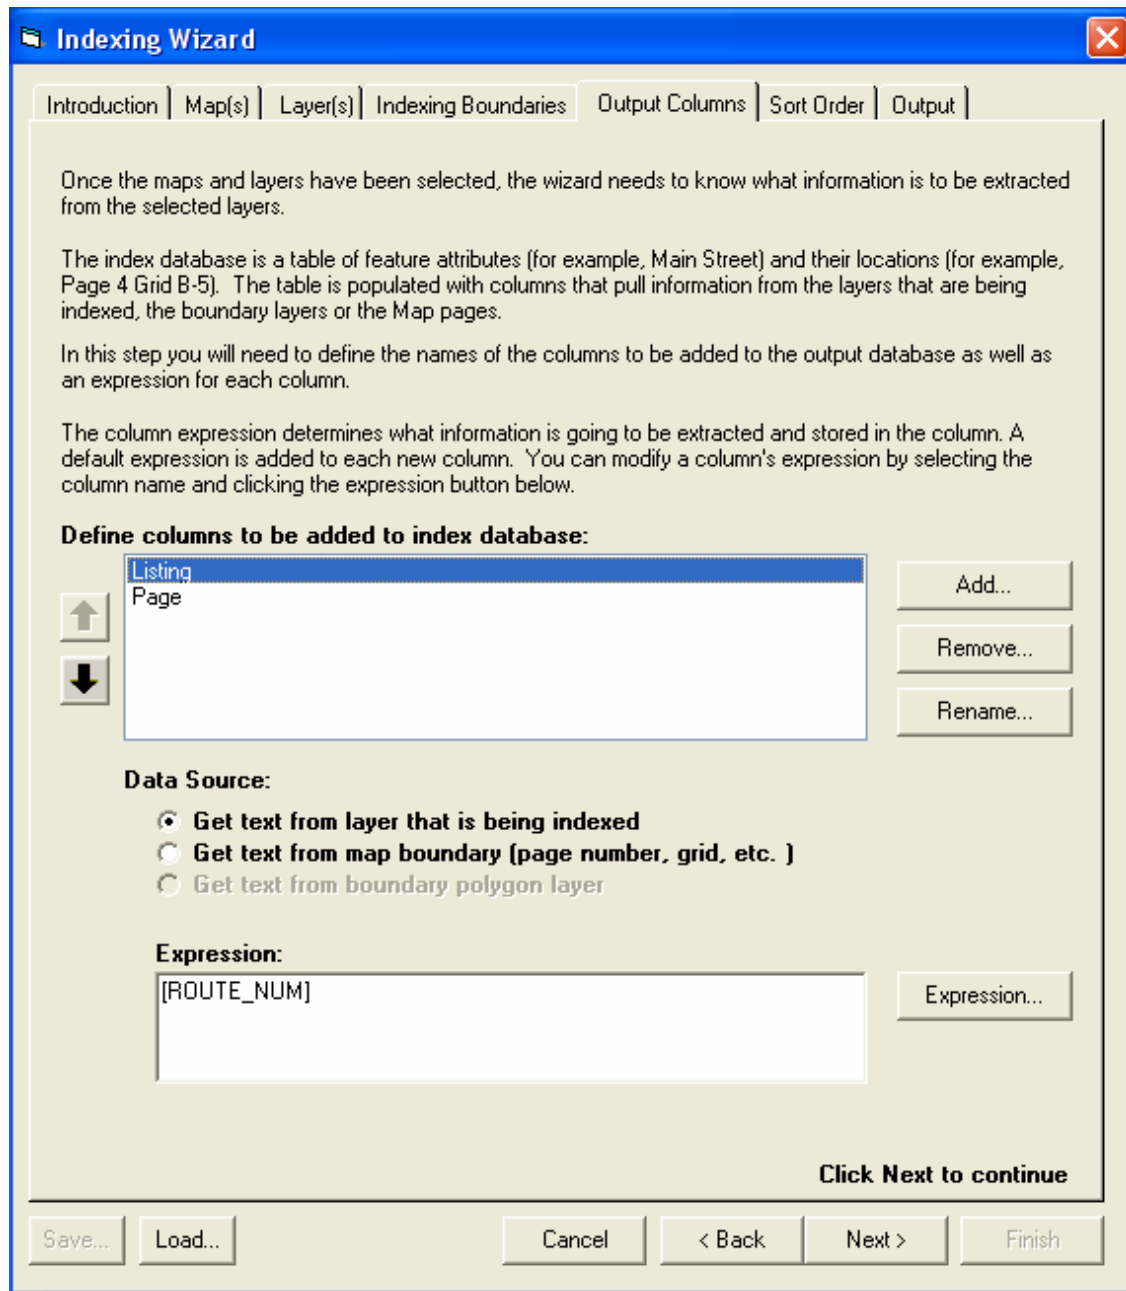 Indexing Wizard
Introduction Map(s) Layer(s) Indexing Boundaries Output Columns Sort Order Output
Once the maps and layers have been selected, the wizard needs to know what information is to be extracted
from the selected layers.
The index database is a table of feature attributes (for example, Main Street) and their locations (for example,
Page 4 Grid B-5).  The table is populated with columns that pull information from the layers that are being
indexed, the boundary layers or the Map pages.
In this step you will need to define the names of the columns to be added to the output database as well as
an expression for each column.
The column expression determines what information is going to be extracted and stored in the column. A
default expression is added to each new column.  You can modify a column's expression by selecting the
column name and clicking the expression button below.
Define columns to be added to index database:
Listing
Page
Add...
Remove...
Rename...
Data Source:
Get text from layer that is being indexed
Get text from map boundary (page number, grid, etc. )
Get text from boundary polygon layer
Expression:
[ROUTE_NUM]
Expression...
Click Next to continue
Save... Load... Cancel < Back Next > Finish